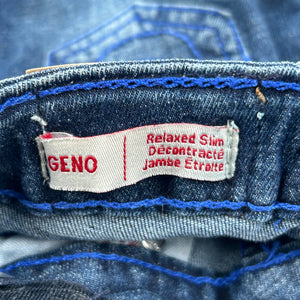 GENO
Relaxed Slim
Décontracté
Jambe Étroite